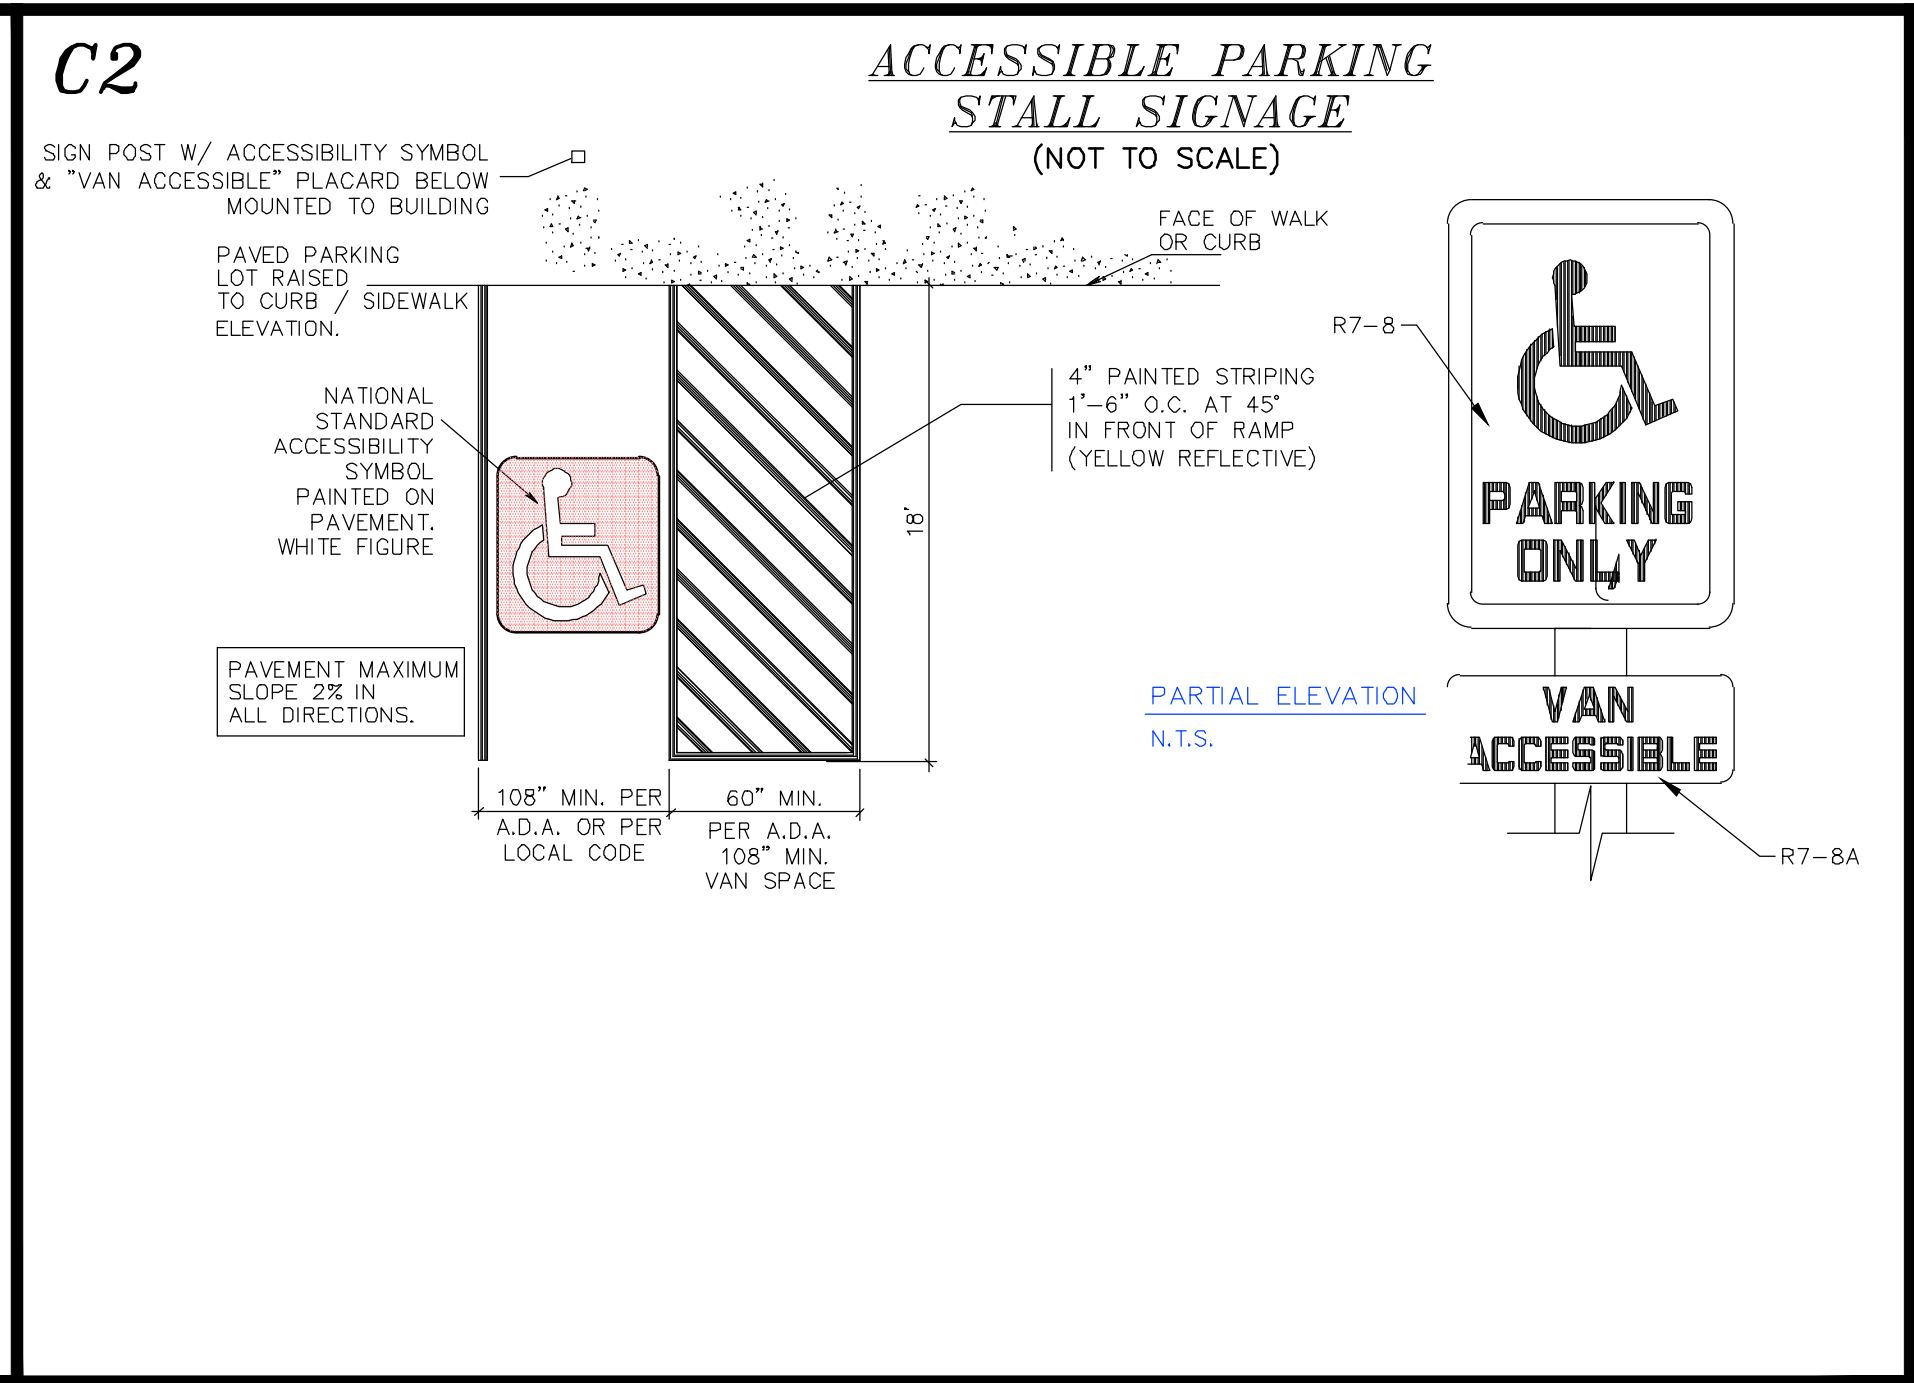 C2
ACCESSIBLE PARKING
STALL SIGNAGE
(NOT TO SCALE)
SIGN POST W/ ACCESSIBILITY SYMBOL
& "VAN ACCESSIBLE" PLACARD BELOW
MOUNTED TO BUILDING
PAVED PARKING
LOT RAISED
TO CURB / SIDEWALK
ELEVATION.
FACE OF WALK
OR CURB
NATIONAL
STANDARD
ACCESSIBILITY
SYMBOL
PAINTED ON
PAVEMENT.
WHITE FIGURE
4" PAINTED STRIPING
1'-6" O.C. AT 45°
IN FRONT OF RAMP
(YELLOW REFLECTIVE)
18'
PAVEMENT MAXIMUM
SLOPE 2% IN
ALL DIRECTIONS.
108" MIN. PER
A.D.A. OR PER
LOCAL CODE
60" MIN.
PER A.D.A.
108" MIN.
VAN SPACE
R7-8
PARKING
ONLY
PARTIAL ELEVATION
N.T.S.
VAN
ACCESSIBLE
R7-8A